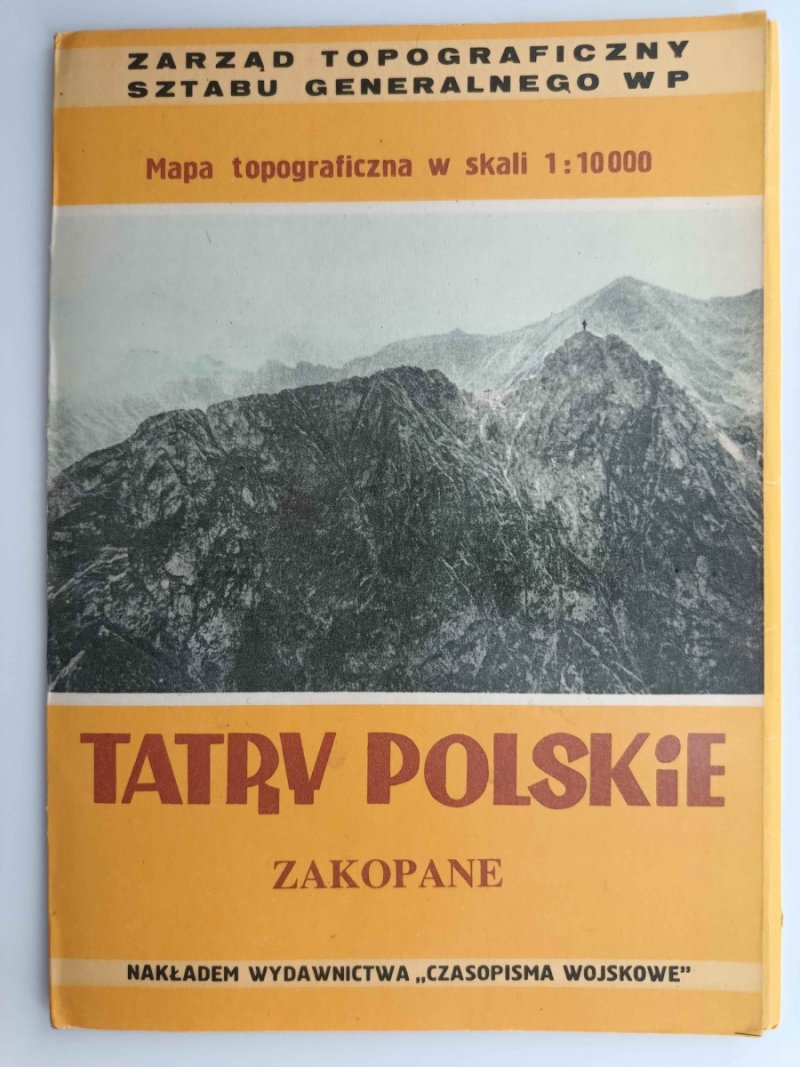 ZARZĄD TOPOGRAFICZNY
SZTABU GENERALNEGO WP
Mapa topograficzna w skali 1:10000
TATRY POLSKiE
ZAKOPANE
NAKŁADEM WYDAWNICTWA „CZASOPISMA WOJSKOWE”